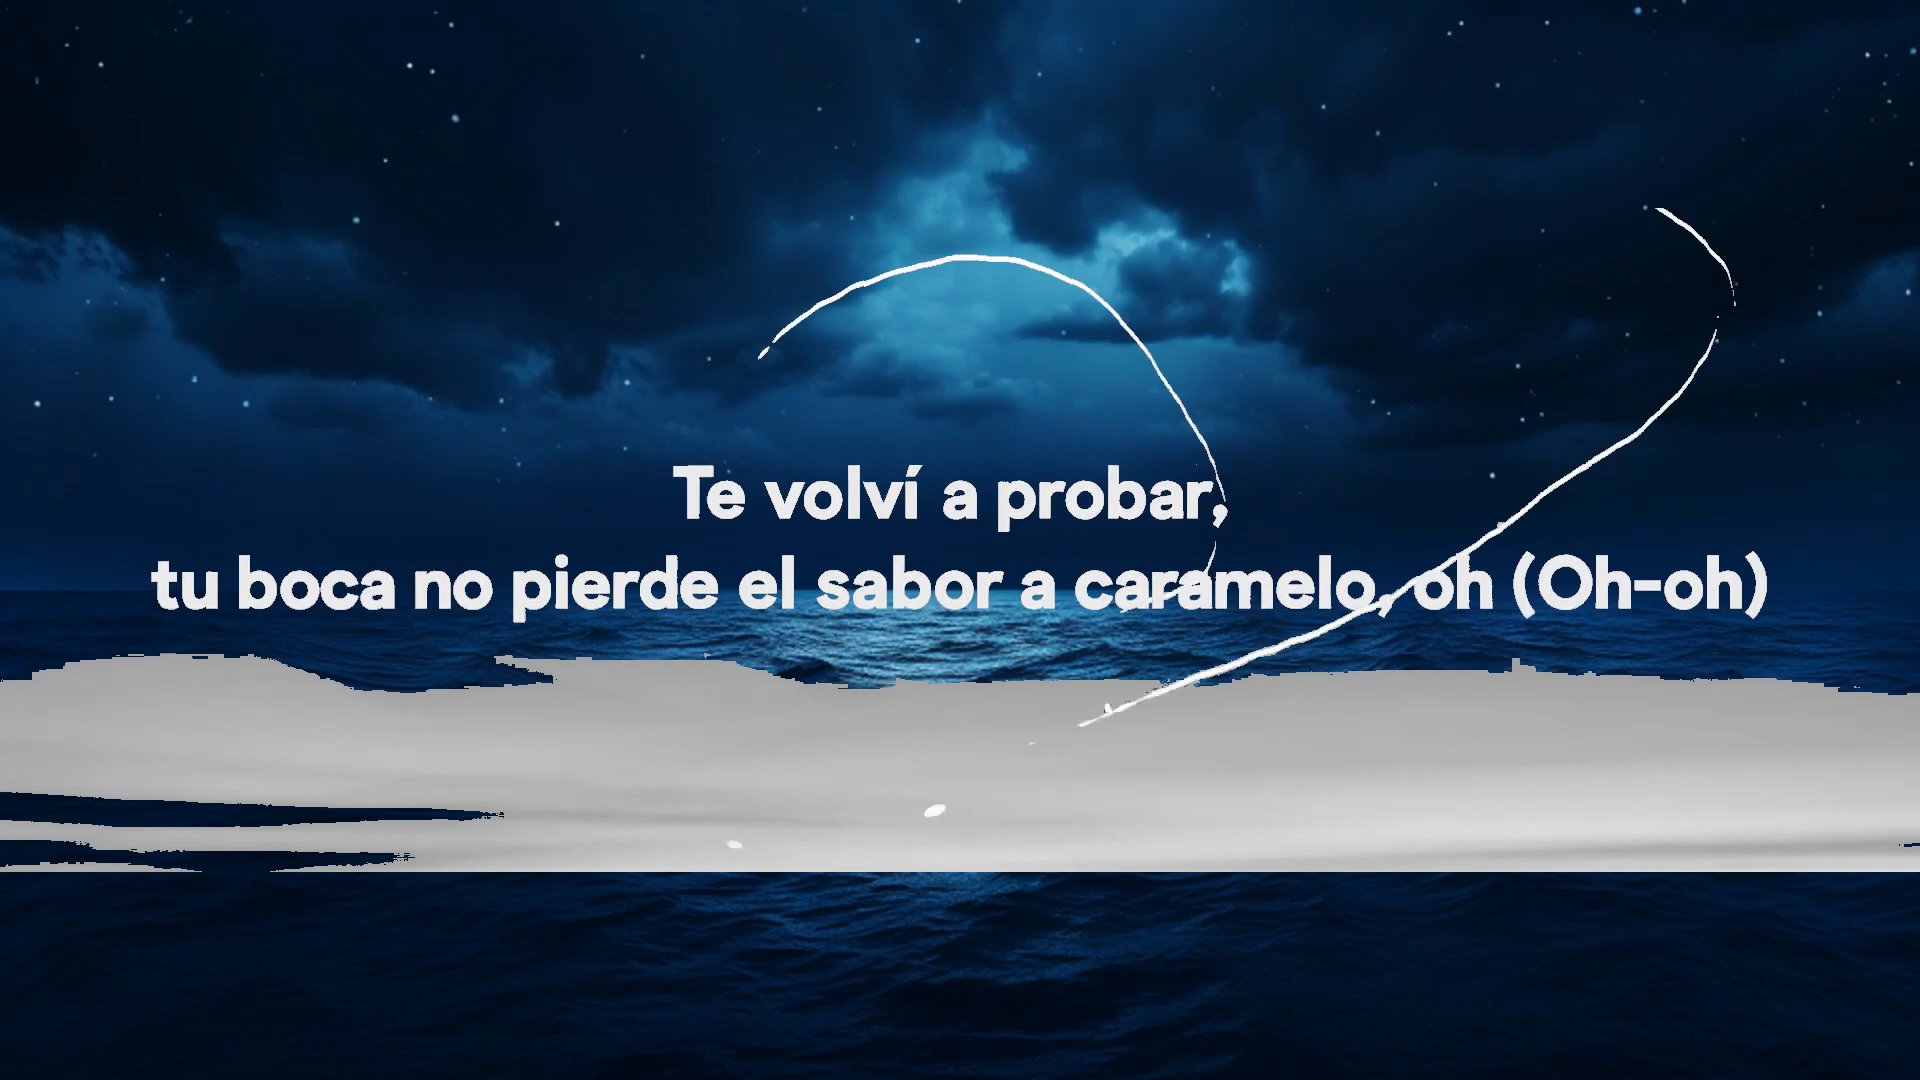 Te volví a probar,
tu boca no pierde el sabor a caramelo, oh (Oh-oh)